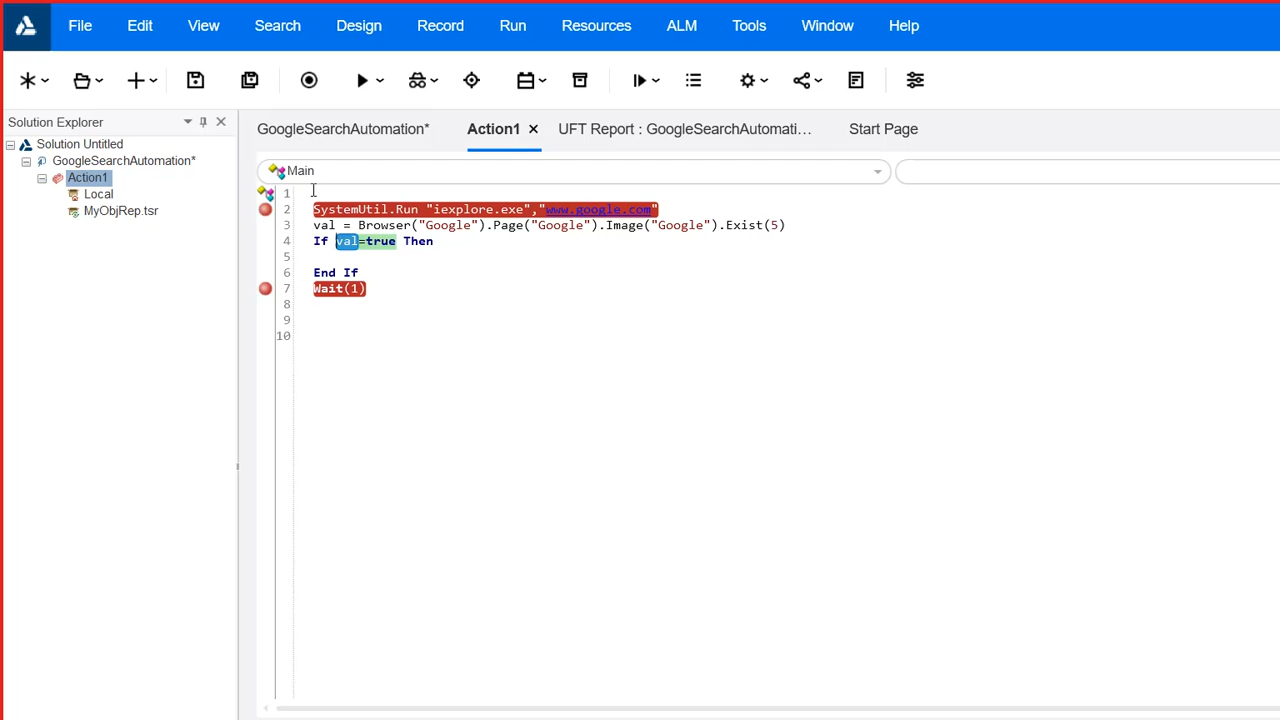 File Edit View Search Design Record Run Resources ALM Tools Window Help
Solution Explorer
Solution Untitled
GoogleSearchAutomation*
Action1
Local
MyObjRep.tsr
GoogleSearchAutomation* Action1 UFT Report : GoogleSearchAutomati... Start Page
Main
1
2 SystemUtil.Run "iexplore.exe","www.google.com"
3 val = Browser("Google").Page("Google").Image("Google").Exist(5)
4 If val=true Then
5
6 End If
7 Wait(1)
8
9
10